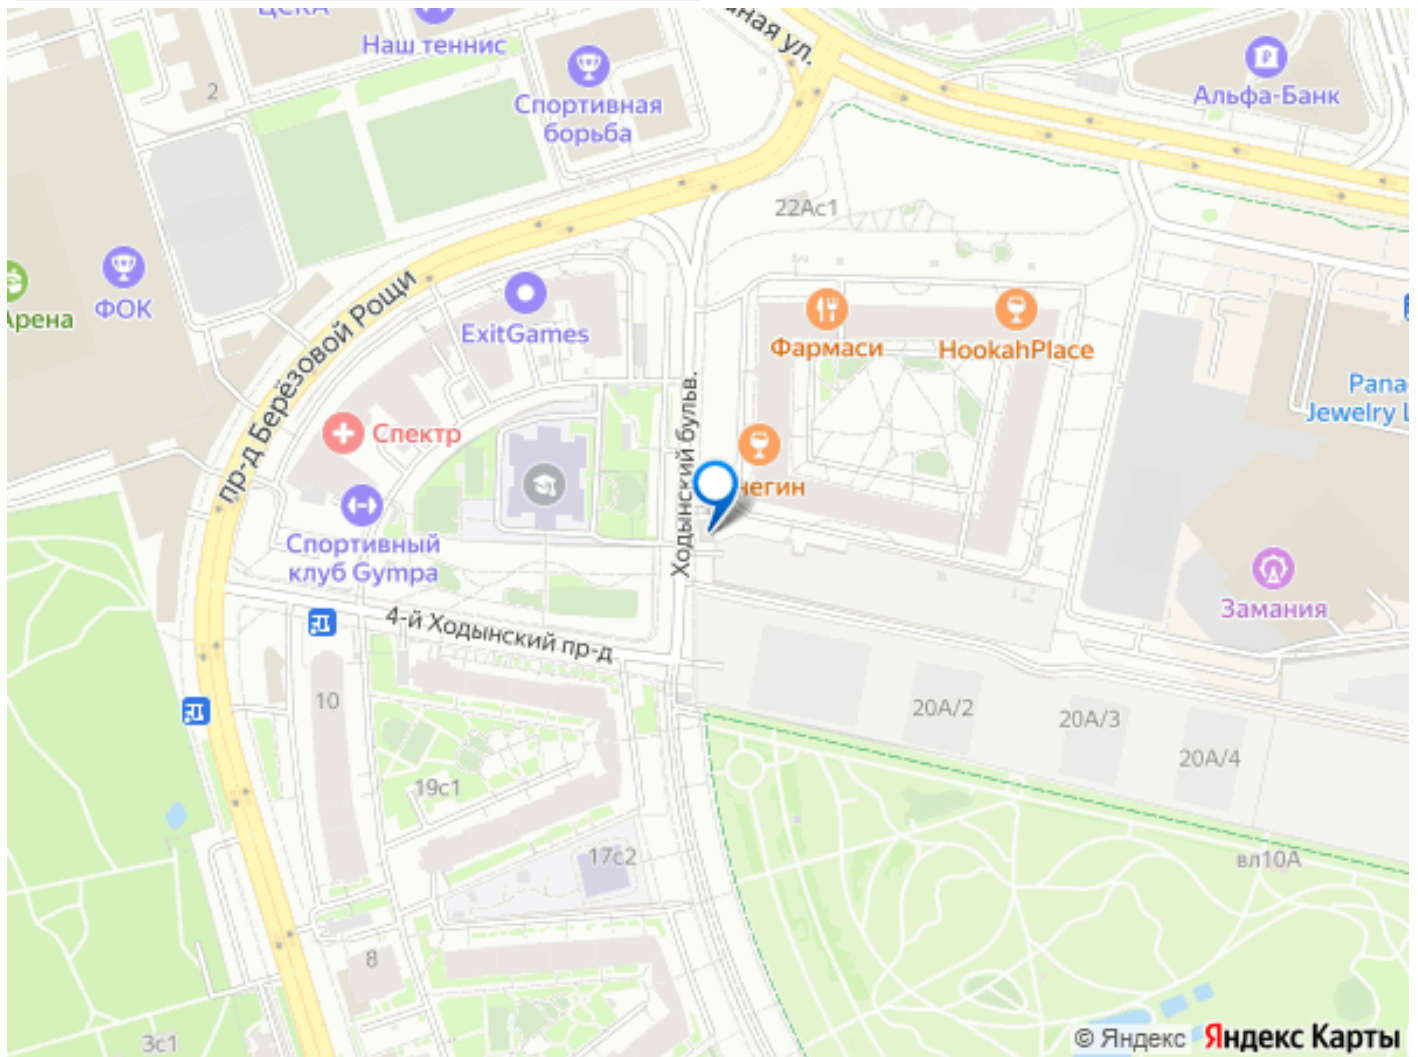 ЦСКА
Наш теннис
ная ул.
2
Спортивная
борьба
Альфа-Банк
22Ас1
ФОК
Арена
пр-д Берёзовой Рощи
ExitGames
Фармаси
HookahPlace
Pana
Jewelry L
Спектр
Ходынский бульв.
негин
Спортивный
клуб Gympa
Замания
4-й Ходынский пр-д
10
20А/2
20А/3
20А/4
19с1
17с2
вл10А
8
3с1
© Яндекс Яндекс Карты